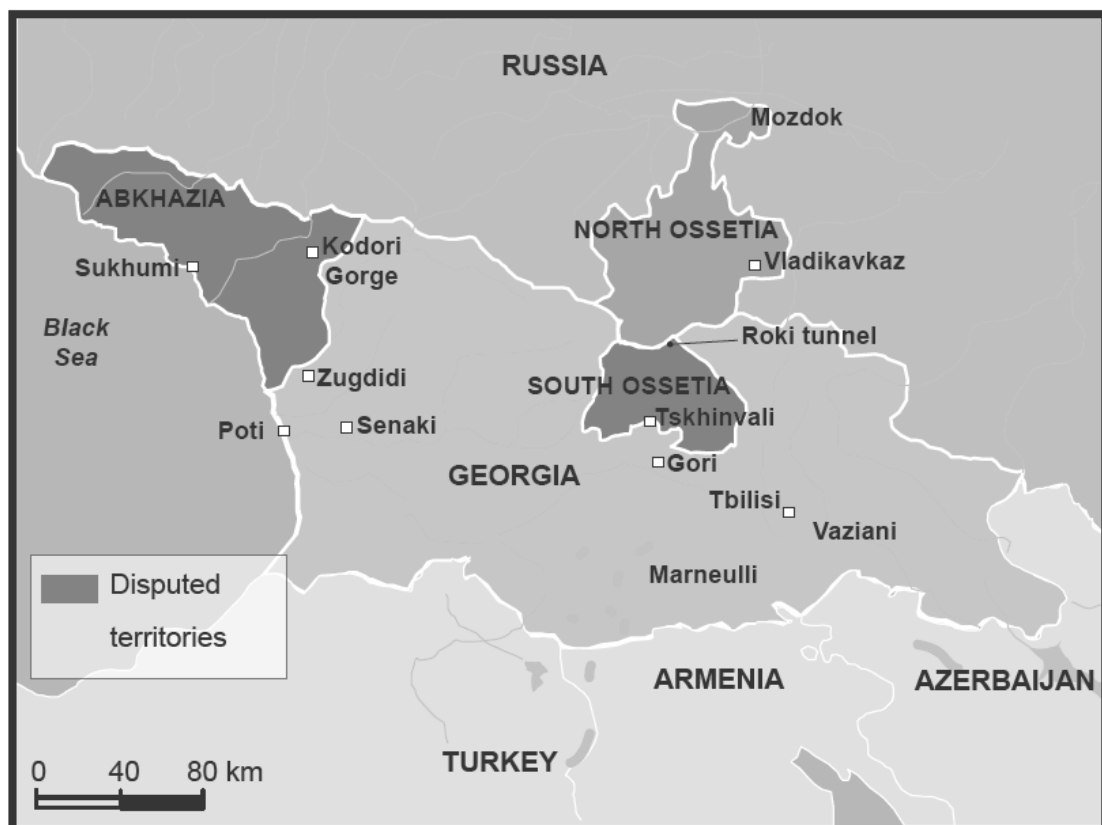 RUSSIA
Mozdok
ABKHAZIA
NORTH OSSETIA
Kodori
Gorge
Sukhumi
Vladikavkaz
Black
Sea
Roki tunnel
Zugdidi
SOUTH OSSETIA
Tskhinvali
Poti
Senaki
GEORGIA
Gori
Tbilisi
Vaziani
Marneulli
Disputed
territories
ARMENIA
AZERBAIJAN
TURKEY
0 40 80 km